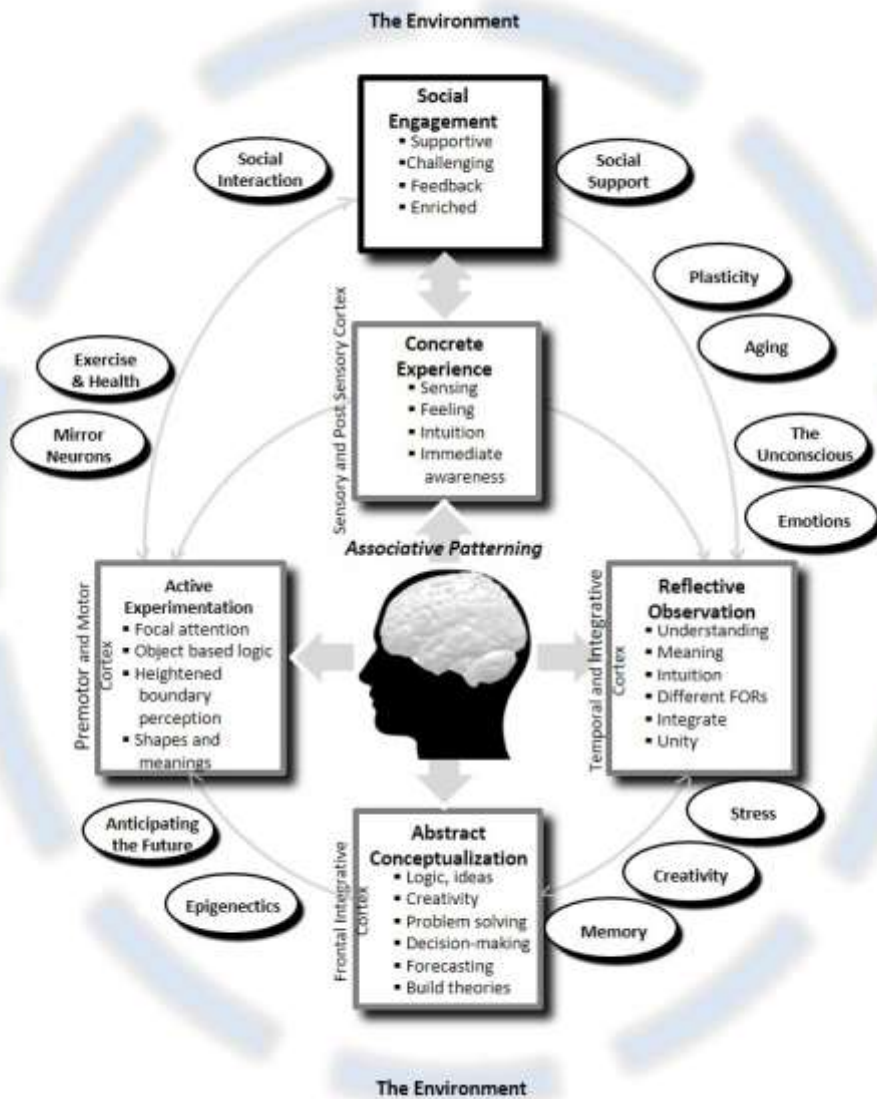 The Environment
Social
Engagement
▪ Supportive
▪Challenging
▪ Feedback
▪ Enriched
Social
Interaction
Social
Support
Plasticity
Aging
Exercise
& Health
Mirror
Neurons
Sensory and Post Sensory Cortex
Concrete
Experience
▪ Sensing
▪ Feeling
▪ Intuition
▪ Immediate
awareness
The
Unconscious
Emotions
Associative Patterning
Premotor and Motor
Cortex
Active
Experimentation
▪ Focal attention
▪ Object based logic
▪ Heightened
boundary
perception
▪ Shapes and
meanings
Temporal and Integrative
Cortex
Reflective
Observation
▪ Understanding
▪ Meaning
▪ Intuition
▪ Different FORs
▪ Integrate
▪ Unity
Anticipating
the Future
Epigenectics
Frontal Integrative
Cortex
Abstract
Conceptualization
▪ Logic, ideas
▪ Creativity
▪ Problem solving
▪ Decision-making
▪ Forecasting
▪ Build theories
Stress
Creativity
Memory
The Environment